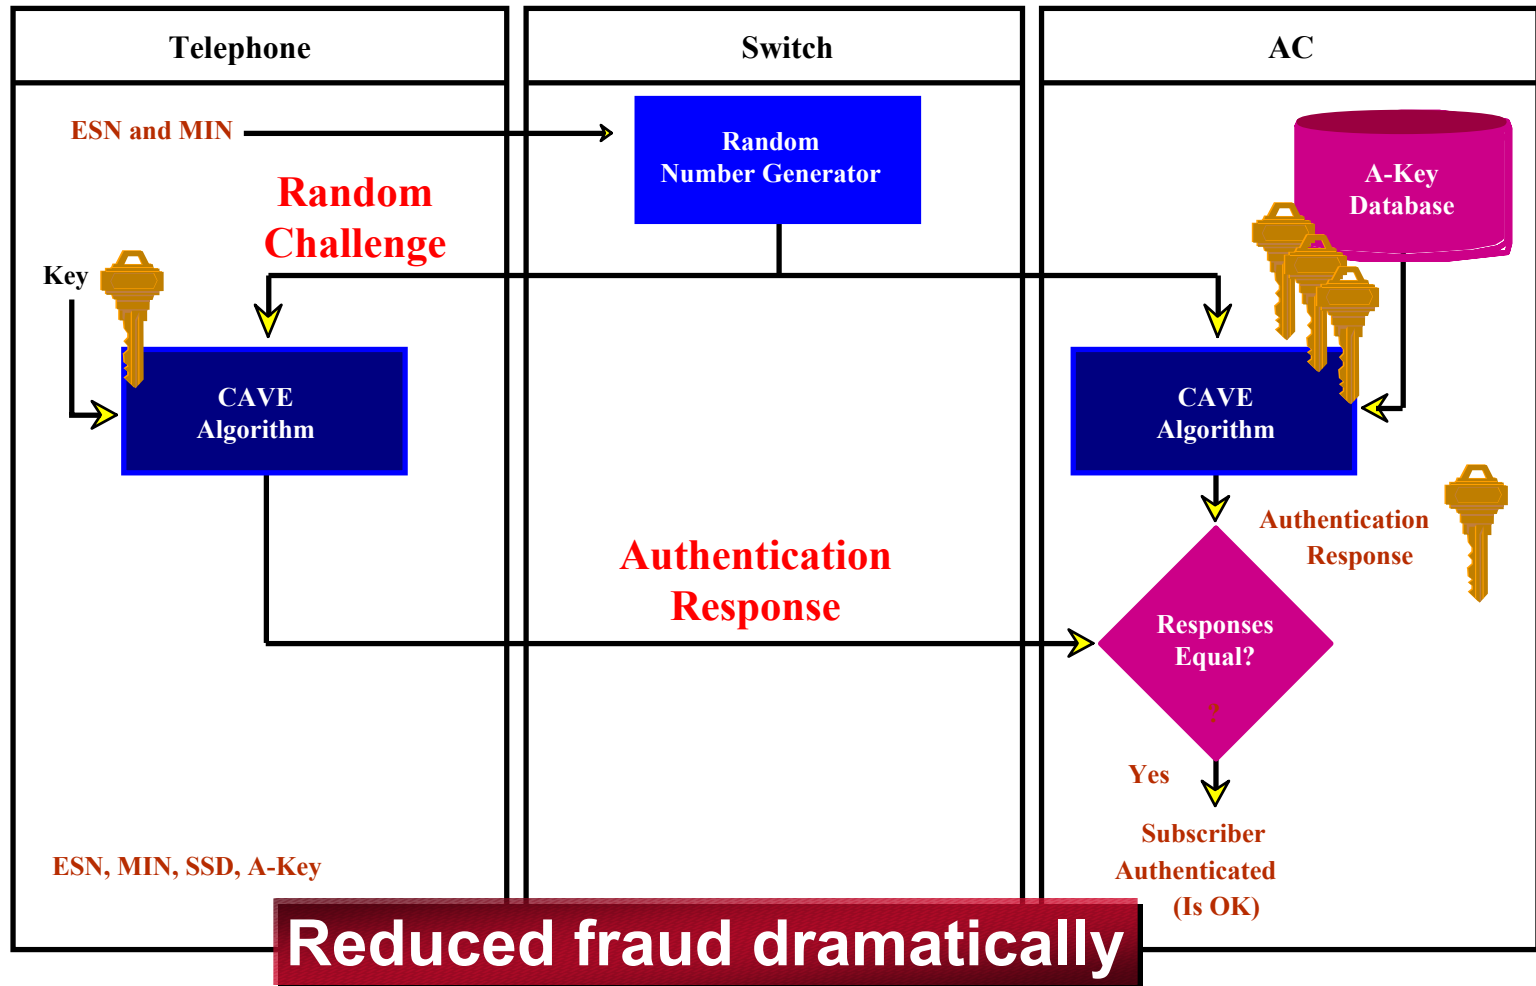 Telephone
Switch
AC
ESN and MIN
Random
Number Generator
A-Key
Database
Random
Challenge
Key
CAVE
Algorithm
CAVE
Algorithm
Authentication
Response
Authentication
Response
Responses
Equal?
?
Yes
Subscriber
Authenticated
(Is OK)
ESN, MIN, SSD, A-Key
Reduced fraud dramatically